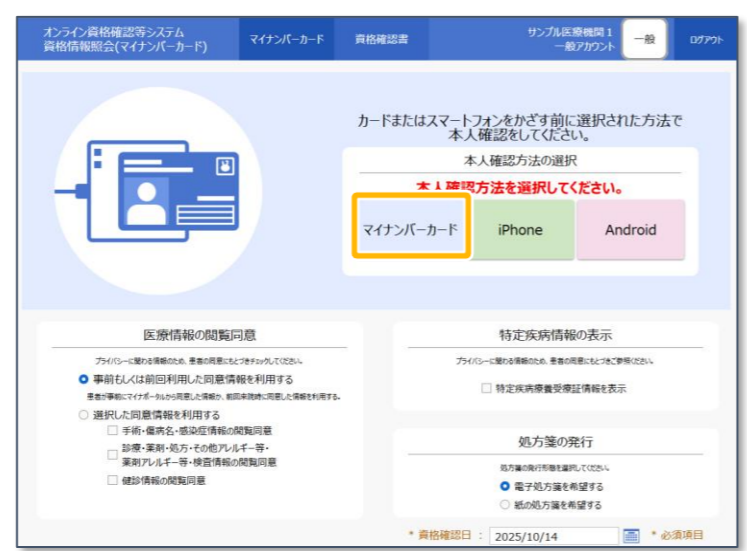 オンライン資格確認等システム
資格情報照会(マイナンバーカード)
マイナンバーカード
資格確認書
サンプル医療機関1
一般アカウント
一般
ログアウト
カードまたはスマートフォンをかざす前に選択された方法で
本人確認をしてください。
本人確認方法の選択
本人確認方法を選択してください。
マイナンバーカード
iPhone
Android
医療情報の閲覧同意
プライバシーに関わる情報のため、患者の同意にもとづきチェックしてください。
事前もしくは前回利用した同意情報を利用する
患者が事前にマイナポータルから同意した情報か、前回来院時に同意した情報を利用する。
選択した同意情報を利用する
手術・傷病名・感染症情報の閲覧同意
診療・薬剤・処方・その他アレルギー等・
薬剤アレルギー等・検査情報の閲覧同意
健診情報の閲覧同意
特定疾病情報の表示
プライバシーに関わる情報のため、患者の同意にもとづきご参照ください。
特定疾病療養受療証情報を表示
処方箋の発行
処方箋の発行形態を選択してください。
電子処方箋を希望する
紙の処方箋を希望する
* 資格確認日 : 2025/10/14
* 必須項目